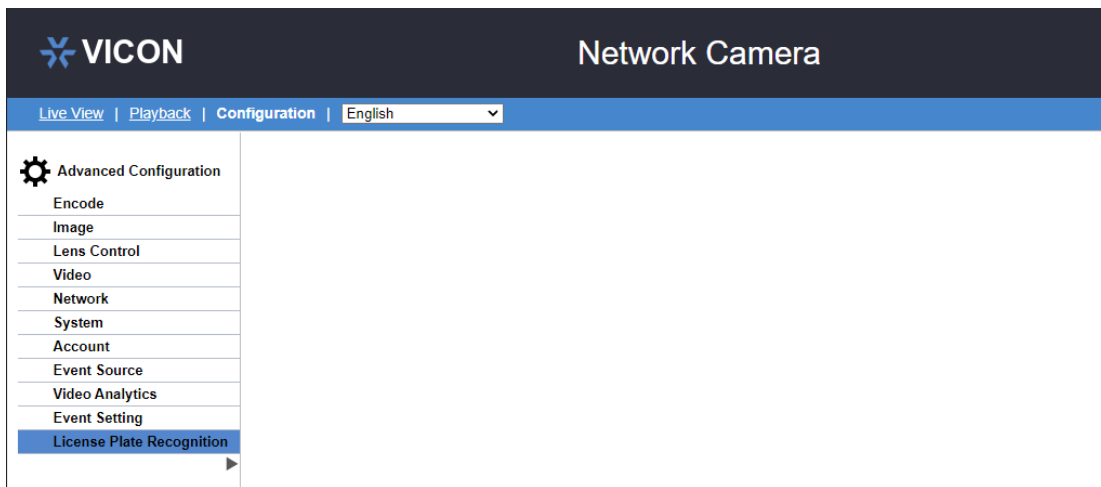 VICON
Network Camera
Live View | Playback | Configuration | English
Advanced Configuration
Encode
Image
Lens Control
Video
Network
System
Account
Event Source
Video Analytics
Event Setting
License Plate Recognition